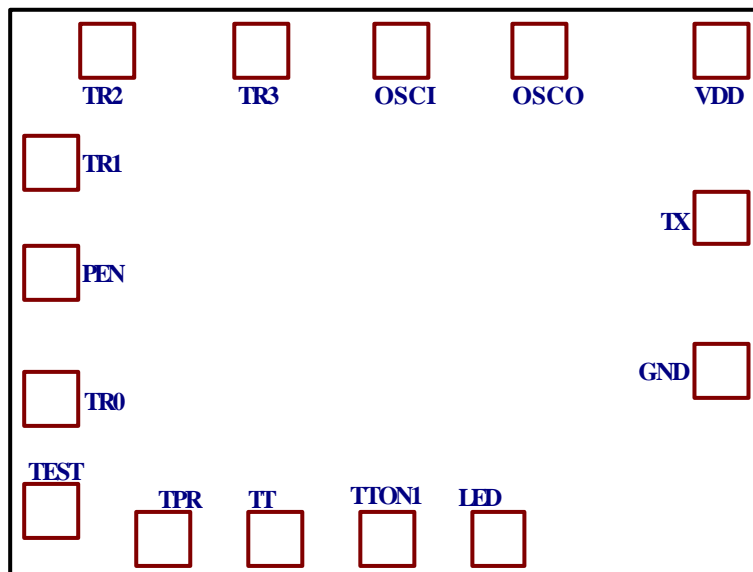 TR2 TR3 OSCI OSCO VDD
TR1
TX
PEN
GND
TR0
TEST
TPR TT TTON1 LED